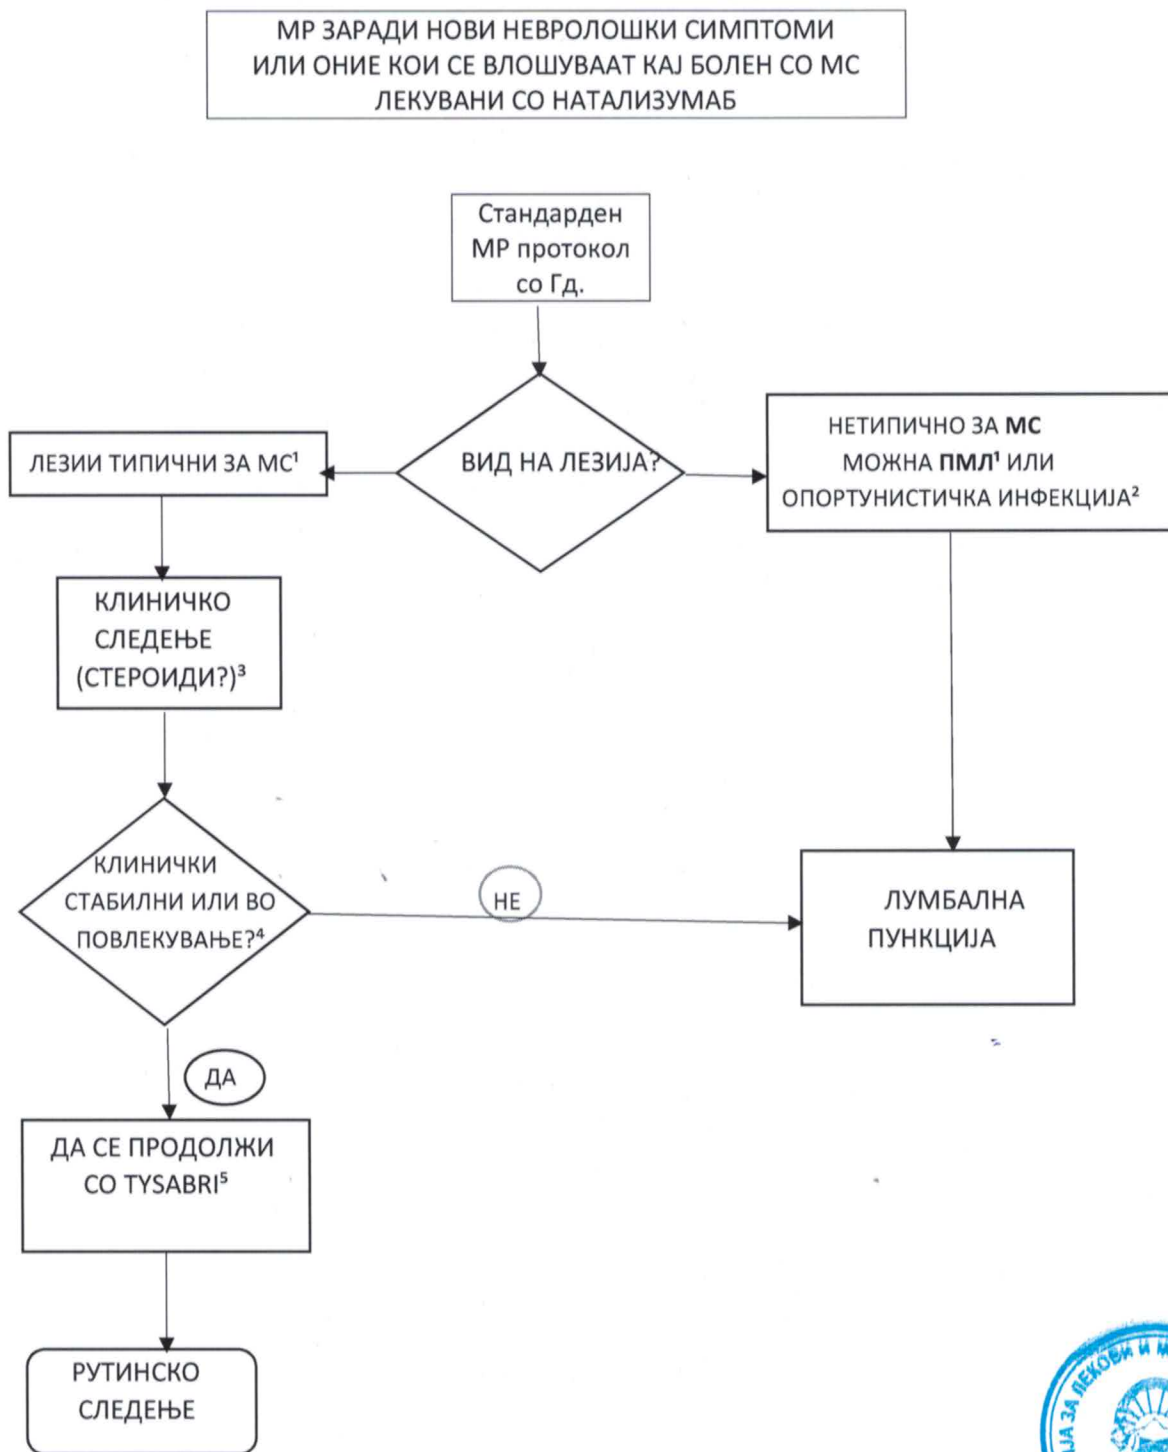 МР ЗАРАДИ НОВИ НЕВРОЛОШКИ СИМПТОМИ
ИЛИ ОНИЕ КОИ СЕ ВЛОШУВААТ КАЈ БОЛЕН СО МС
ЛЕКУВАНИ СО НАТАЛИЗУМАБ
Стандарден
МР протокол
со Гд.
ВИД НА ЛЕЗИЈА?
ЛЕЗИИ ТИПИЧНИ ЗА МС¹
НЕТИПИЧНО ЗА МС
МОЖНА ПМЛ¹ ИЛИ
ОПОРТУНИСТИЧКА ИНФЕКЦИЈА²
КЛИНИЧКО
СЛЕДЕЊЕ
(СТЕРОИДИ?)³
КЛИНИЧКИ
СТАБИЛНИ ИЛИ ВО
ПОВЛЕКУВАЊЕ?⁴
НЕ
ЛУМБАЛНА
ПУНКЦИЈА
ДА
ДА СЕ ПРОДОЛЖИ
СО TYSABRI⁵
РУТИНСКО
СЛЕДЕЊЕ
ЗА ЛЕКОВИ И